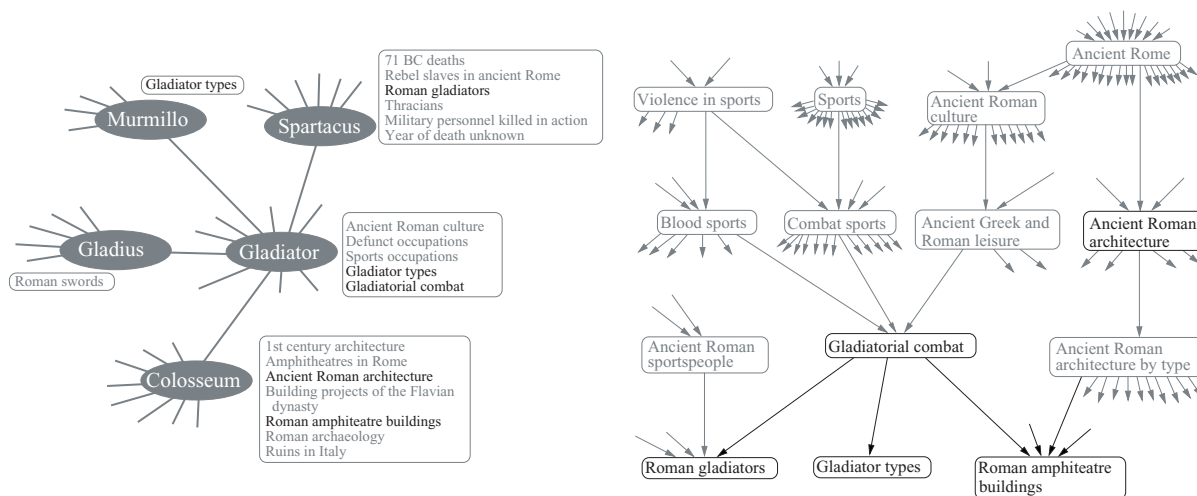 Gladiator types
Murmillo
71 BC deaths
Rebel slaves in ancient Rome
Roman gladiators
Thracians
Military personnel killed in action
Year of death unknown
Spartacus
Gladius
Roman swords
Gladiator
Ancient Roman culture
Defunct occupations
Sports occupations
Gladiator types
Gladiatorial combat
Colosseum
1st century architecture
Amphitheatres in Rome
Ancient Roman architecture
Building projects of the Flavian
dynasty
Roman amphiteatre buildings
Roman archaeology
Ruins in Italy
Ancient Rome
Violence in sports
Sports
Ancient Roman
culture
Blood sports
Combat sports
Ancient Greek and
Roman leisure
Ancient Roman
architecture
Ancient Roman
sportspeople
Gladiatorial combat
Ancient Roman
architecture by type
Roman gladiators
Gladiator types
Roman amphiteatre
buildings